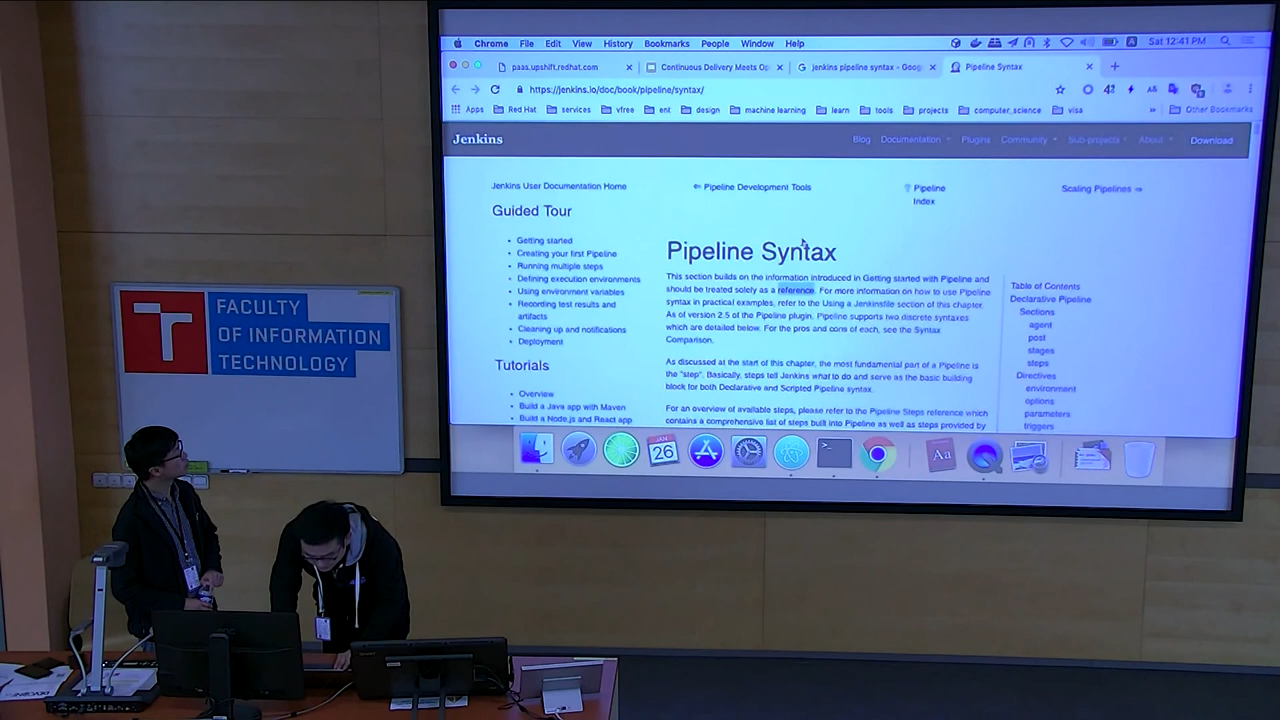 Chrome File Edit View History Bookmarks People Window Help
Sat 12:41 PM
paas.upshift.redhat.com
Continuous Delivery Meets Op
jenkins pipeline syntax - Goog
Pipeline Syntax
https://jenkins.io/doc/book/pipeline/syntax/
Apps Red Hat services vfree ent design machine learning learn tools projects computer_science visa » Other Bookmarks
Jenkins
Blog Documentation Plugins Community Sub-projects About Download
Jenkins User Documentation Home
⇐ Pipeline Development Tools
⇑ Pipeline
Index
Scaling Pipelines ⇒
Guided Tour
• Getting started
• Creating your first Pipeline
• Running multiple steps
• Defining execution environments
• Using environment variables
• Recording test results and
artifacts
• Cleaning up and notifications
• Deployment
Tutorials
• Overview
• Build a Java app with Maven
• Build a Node.js and React app
Pipeline Syntax
This section builds on the information introduced in Getting started with Pipeline and
should be treated solely as a reference. For more information on how to use Pipeline
syntax in practical examples, refer to the Using a Jenkinsfile section of this chapter.
As of version 2.5 of the Pipeline plugin, Pipeline supports two discrete syntaxes
which are detailed below. For the pros and cons of each, see the Syntax
Comparison.
As discussed at the start of this chapter, the most fundamental part of a Pipeline is
the "step". Basically, steps tell Jenkins what to do and serve as the basic building
block for both Declarative and Scripted Pipeline syntax.
For an overview of available steps, please refer to the Pipeline Steps reference which
contains a comprehensive list of steps built into Pipeline as well as steps provided by
Table of Contents
Declarative Pipeline
Sections
agent
post
stages
steps
Directives
environment
options
parameters
triggers
JAN
26
Aa
FACULTY
OF INFORMATION
TECHNOLOGY